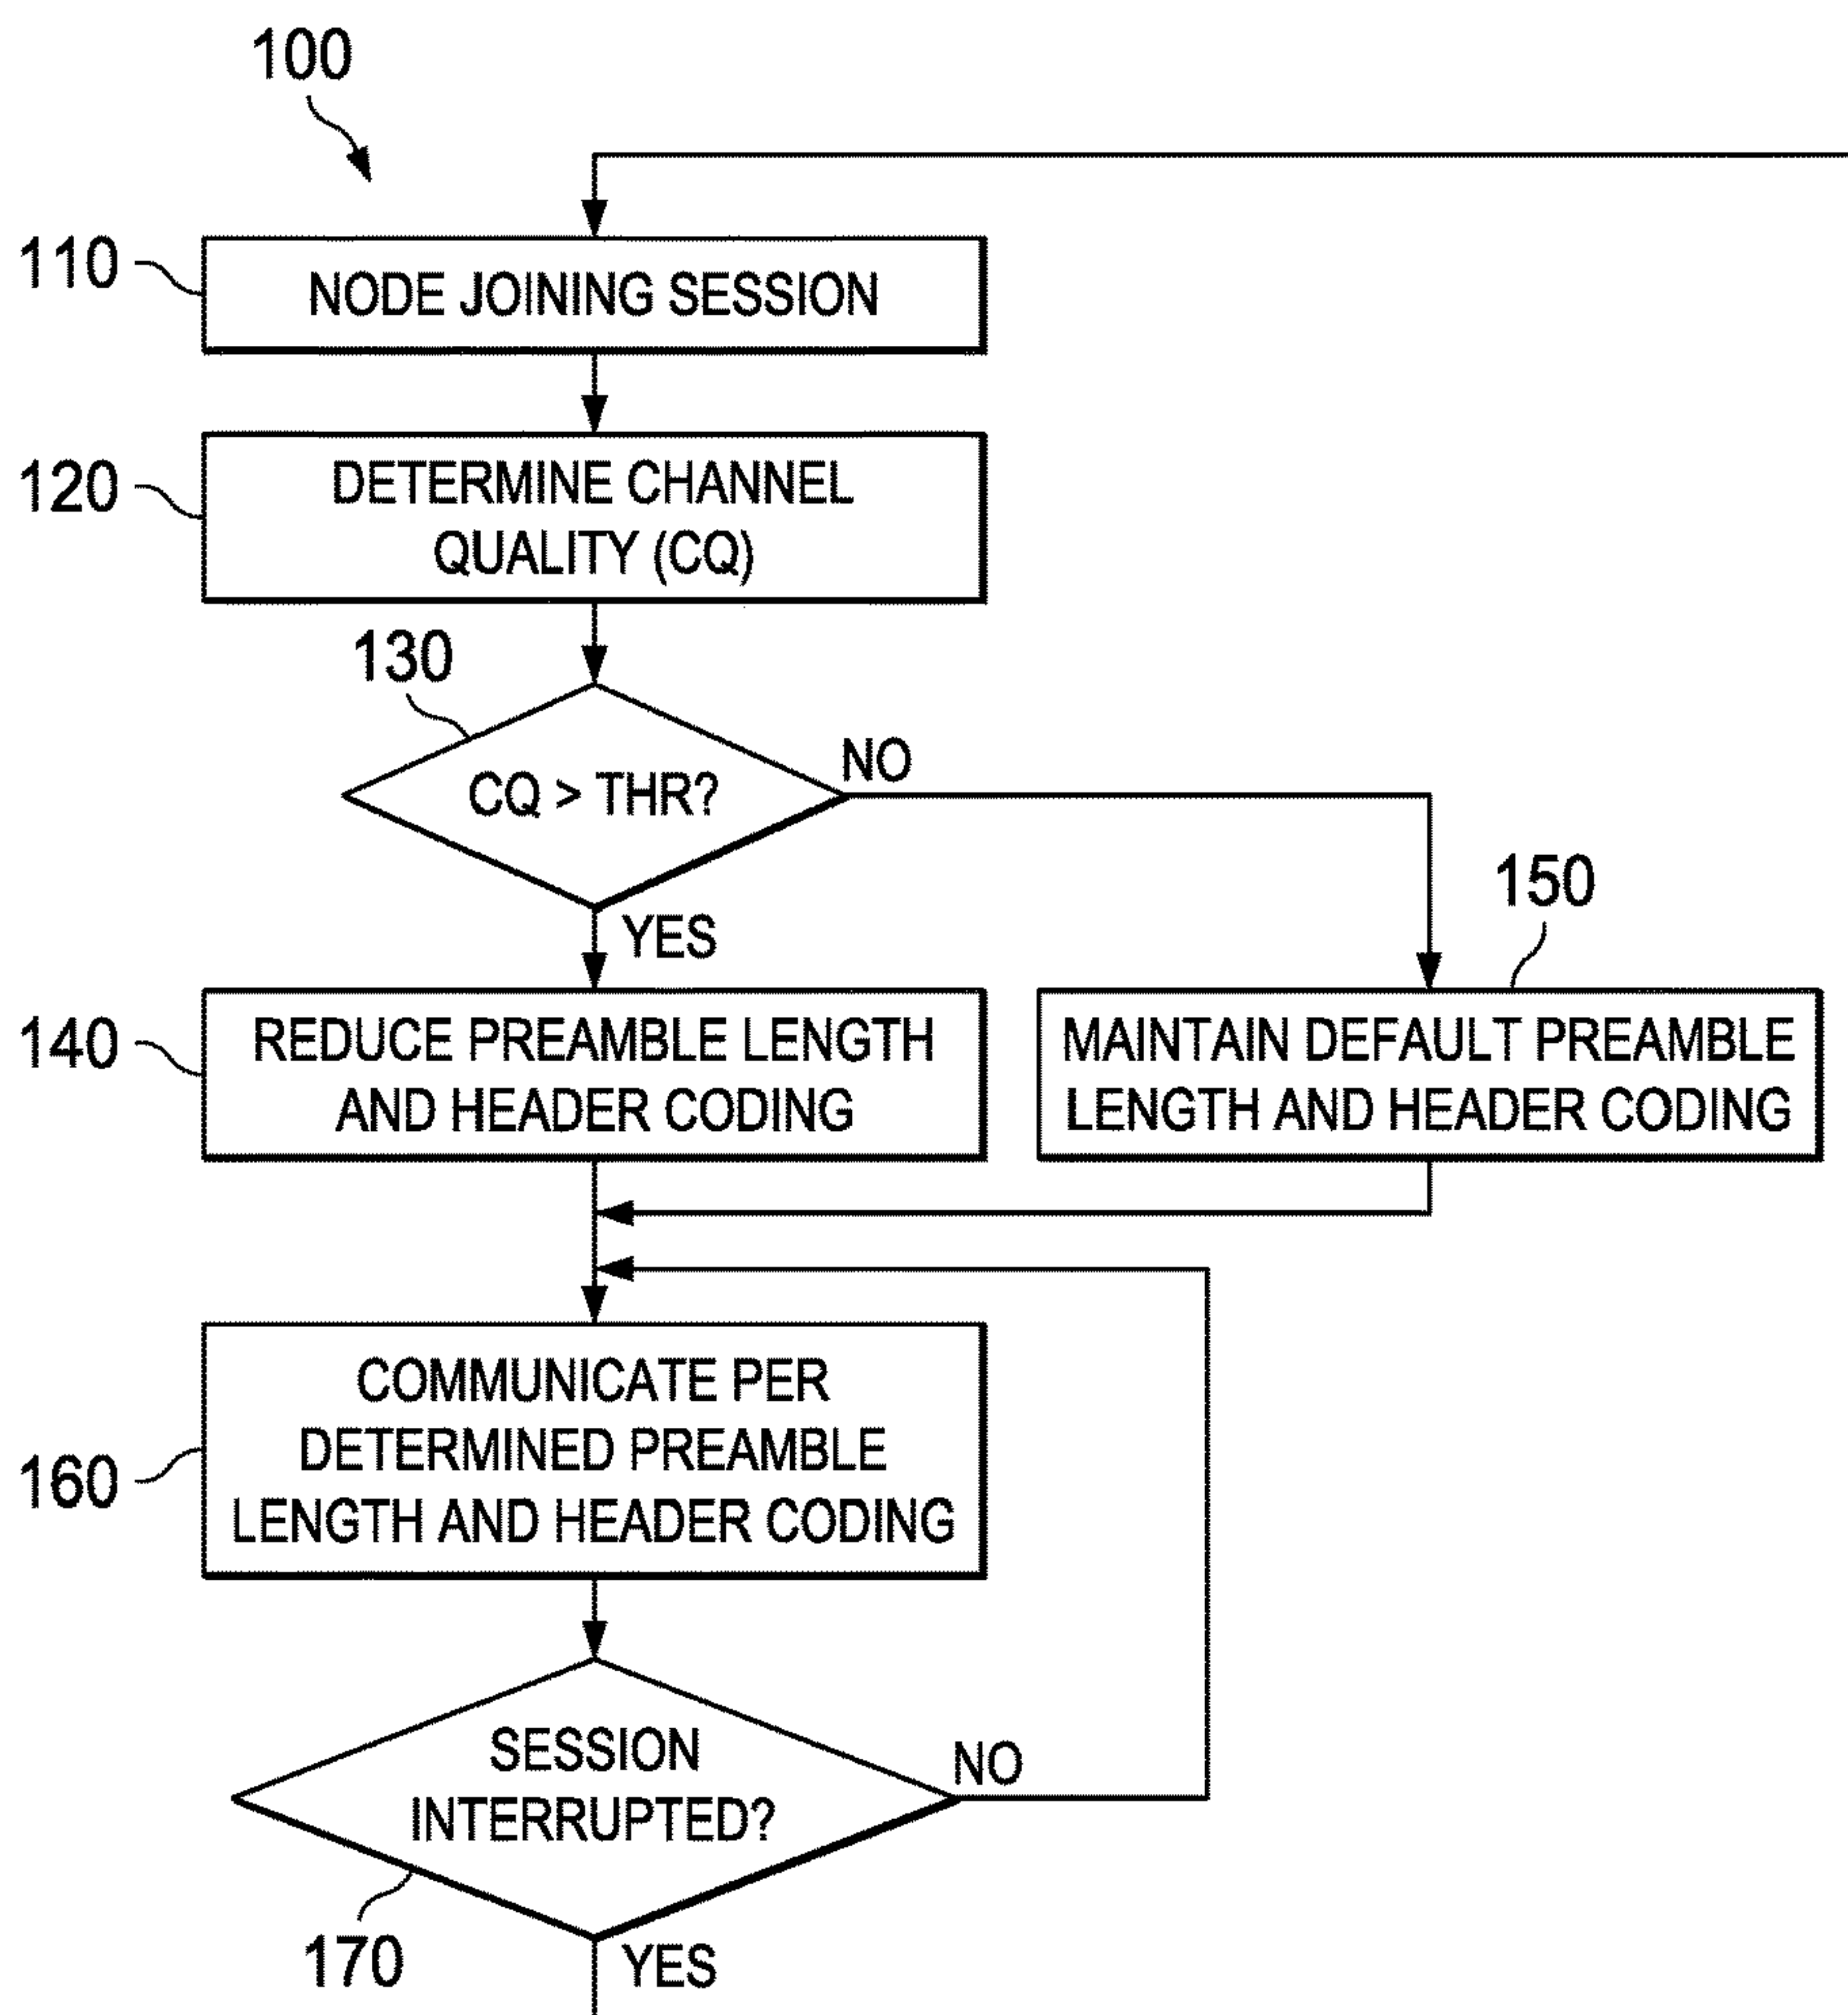 100
110
NODE JOINING SESSION
120
DETERMINE CHANNEL
QUALITY (CQ)
130
CQ > THR?
NO
YES
150
140
REDUCE PREAMBLE LENGTH
AND HEADER CODING
MAINTAIN DEFAULT PREAMBLE
LENGTH AND HEADER CODING
160
COMMUNICATE PER
DETERMINED PREAMBLE
LENGTH AND HEADER CODING
SESSION
INTERRUPTED?
NO
170
YES